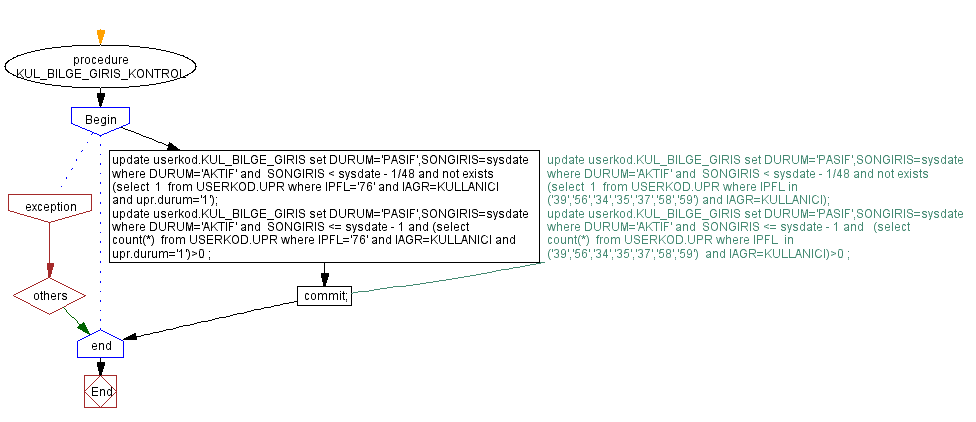 procedure
KUL_BILGE_GIRIS_KONTROL
Begin
update userkod.KUL_BILGE_GIRIS set DURUM='PASIF',SONGIRIS=sysdate
where DURUM='AKTIF' and  SONGIRIS < sysdate - 1/48 and not exists
(select  1  from USERKOD.UPR where IPFL='76' and IAGR=KULLANICI
and upr.durum='1');
update userkod.KUL_BILGE_GIRIS set DURUM='PASIF',SONGIRIS=sysdate
where DURUM='AKTIF' and  SONGIRIS <= sysdate - 1 and (select
count(*)  from USERKOD.UPR where IPFL='76' and IAGR=KULLANICI and
upr.durum='1')>0 ;
update userkod.KUL_BILGE_GIRIS set DURUM='PASIF',SONGIRIS=sysdate
where DURUM='AKTIF' and  SONGIRIS < sysdate - 1/48 and not exists
(select  1  from USERKOD.UPR where IPFL in
('39','56','34','35','37','58','59') and IAGR=KULLANICI);
update userkod.KUL_BILGE_GIRIS set DURUM='PASIF',SONGIRIS=sysdate
where DURUM='AKTIF' and  SONGIRIS <= sysdate - 1 and   (select
count(*)  from USERKOD.UPR where IPFL  in
('39','56','34','35','37','58','59')  and IAGR=KULLANICI)>0 ;
exception
others
commit;
end
End